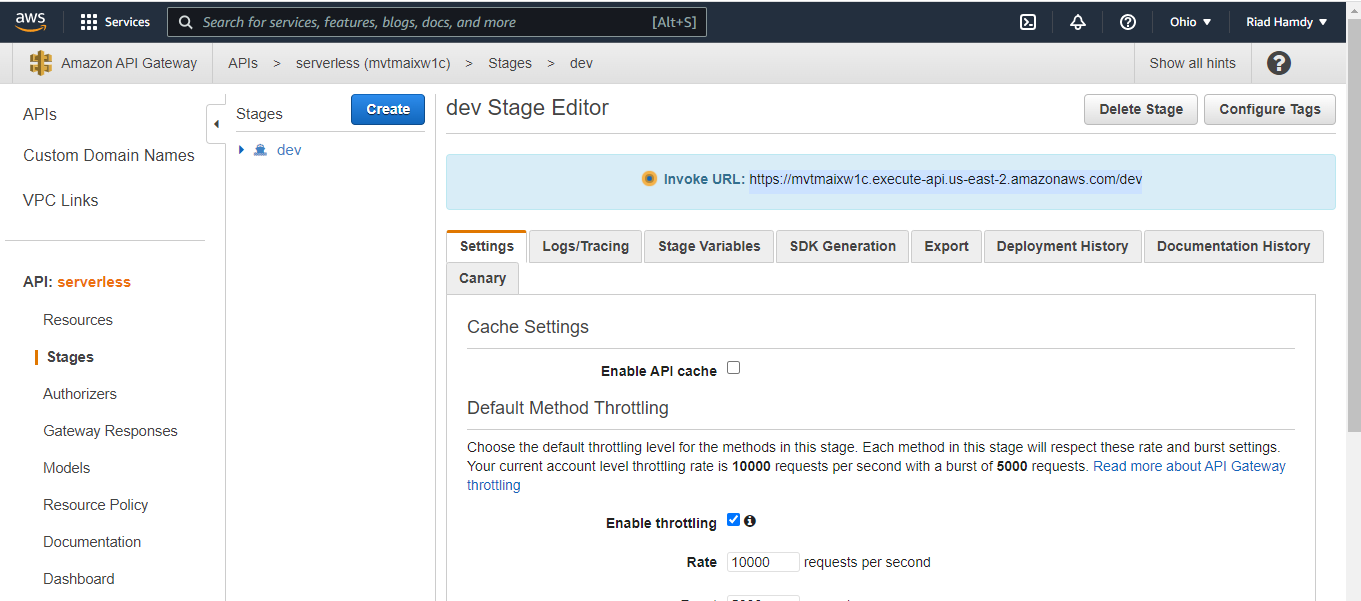 aws
Services
Search for services, features, blogs, docs, and more
[Alt+S]
Ohio
Riad Hamdy
Amazon API Gateway
APIs > serverless (mvtmaixw1c) > Stages > dev
Show all hints
?
APIs
Custom Domain Names
VPC Links
API: serverless
Resources
Stages
Authorizers
Gateway Responses
Models
Resource Policy
Documentation
Dashboard
Stages
Create
dev
dev Stage Editor
Delete Stage
Configure Tags
Invoke URL: https://mvtmaixw1c.execute-api.us-east-2.amazonaws.com/dev
Settings
Logs/Tracing
Stage Variables
SDK Generation
Export
Deployment History
Documentation History
Canary
Cache Settings
Enable API cache
Default Method Throttling
Choose the default throttling level for the methods in this stage. Each method in this stage will respect these rate and burst settings.
Your current account level throttling rate is 10000 requests per second with a burst of 5000 requests. Read more about API Gateway
throttling
Enable throttling
Rate 10000 requests per second